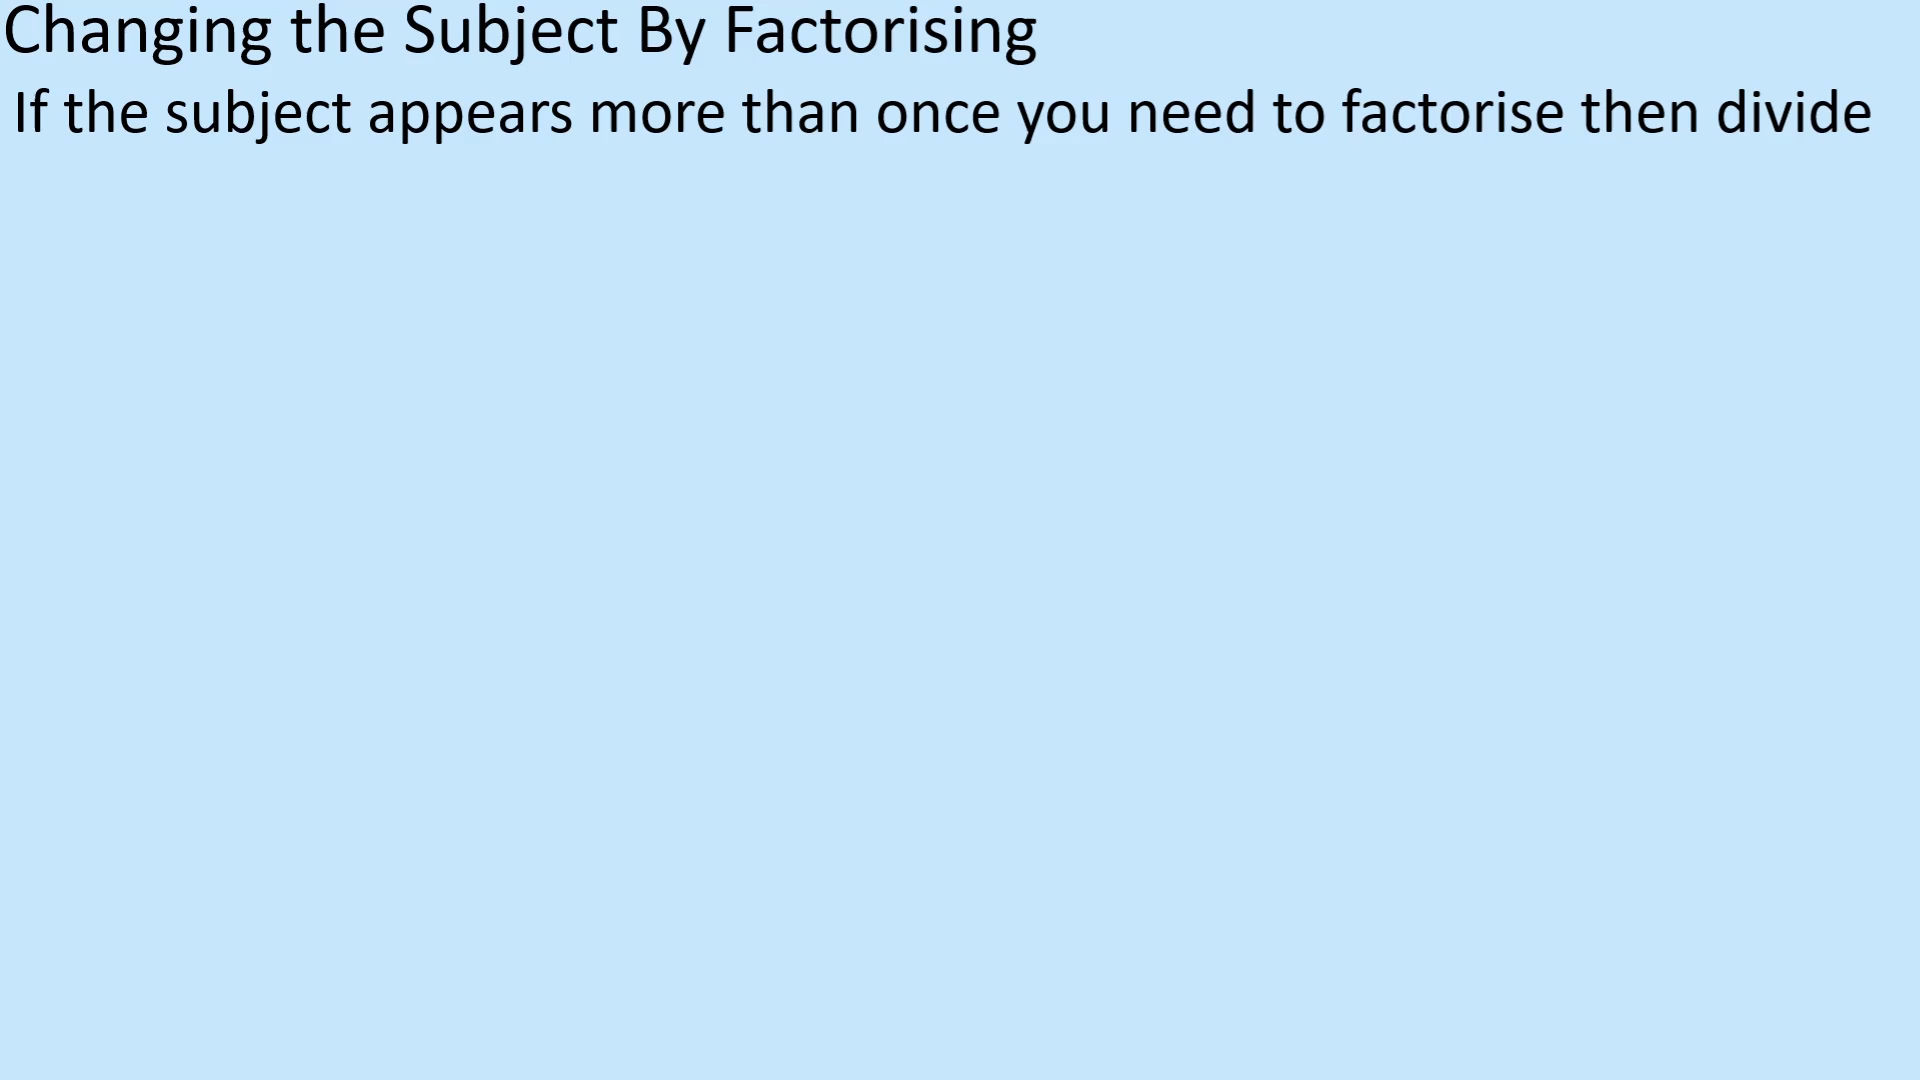 Changing the Subject By Factorising
If the subject appears more than once you need to factorise then divide